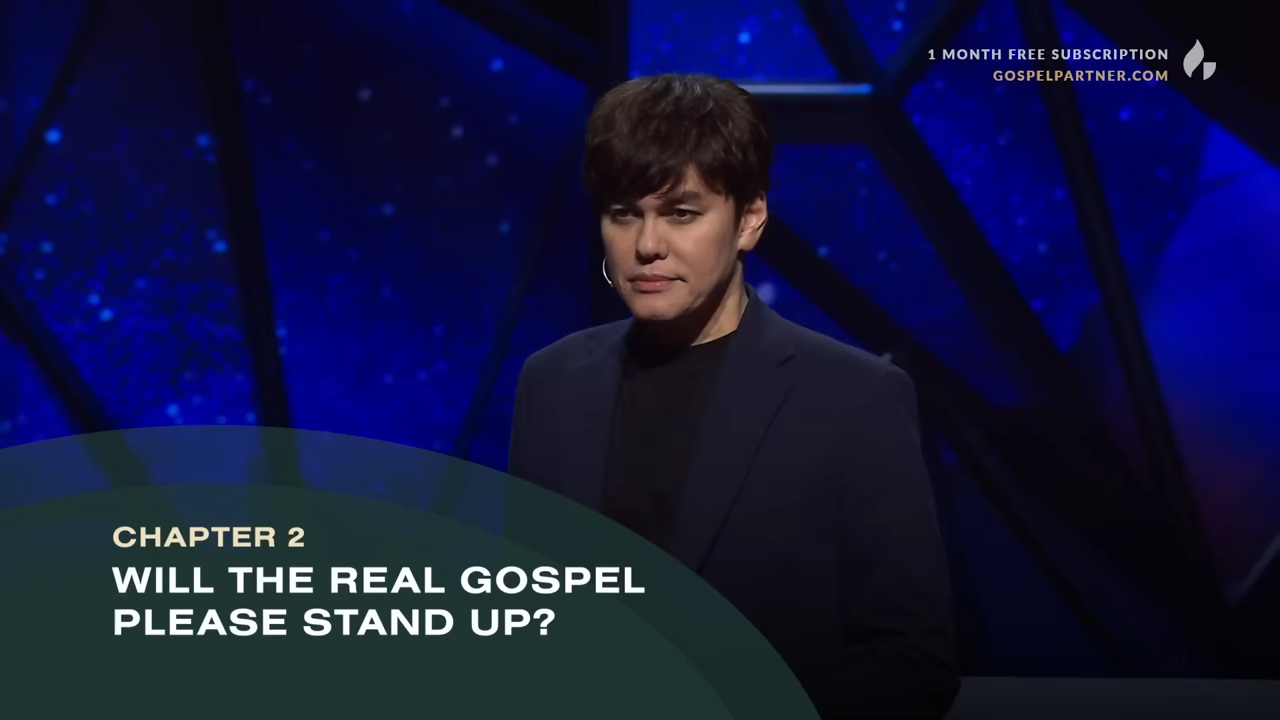 1 MONTH FREE SUBSCRIPTION
GOSPELPARTNER.COM
CHAPTER 2
WILL THE REAL GOSPEL
PLEASE STAND UP?